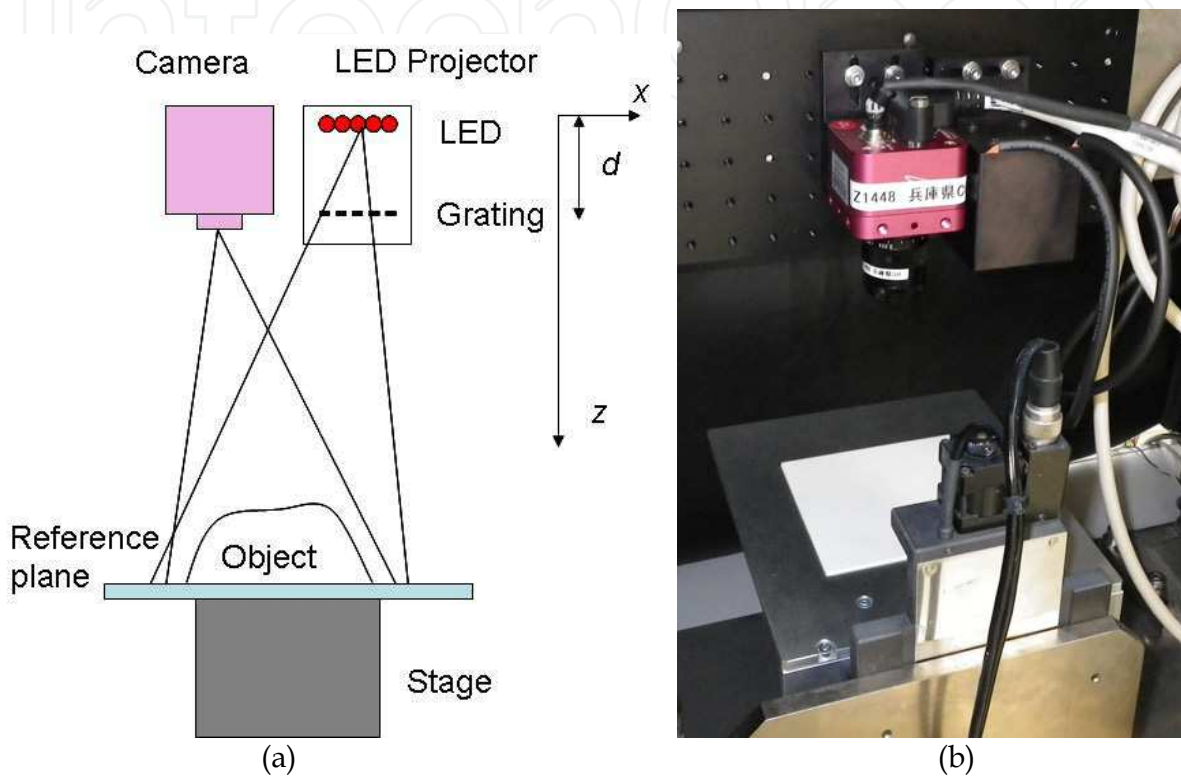 Camera
LED Projector
x
LED
d
Grating
z
Reference
plane
Object
Stage
(a)
Z1448 兵庫県
(b)